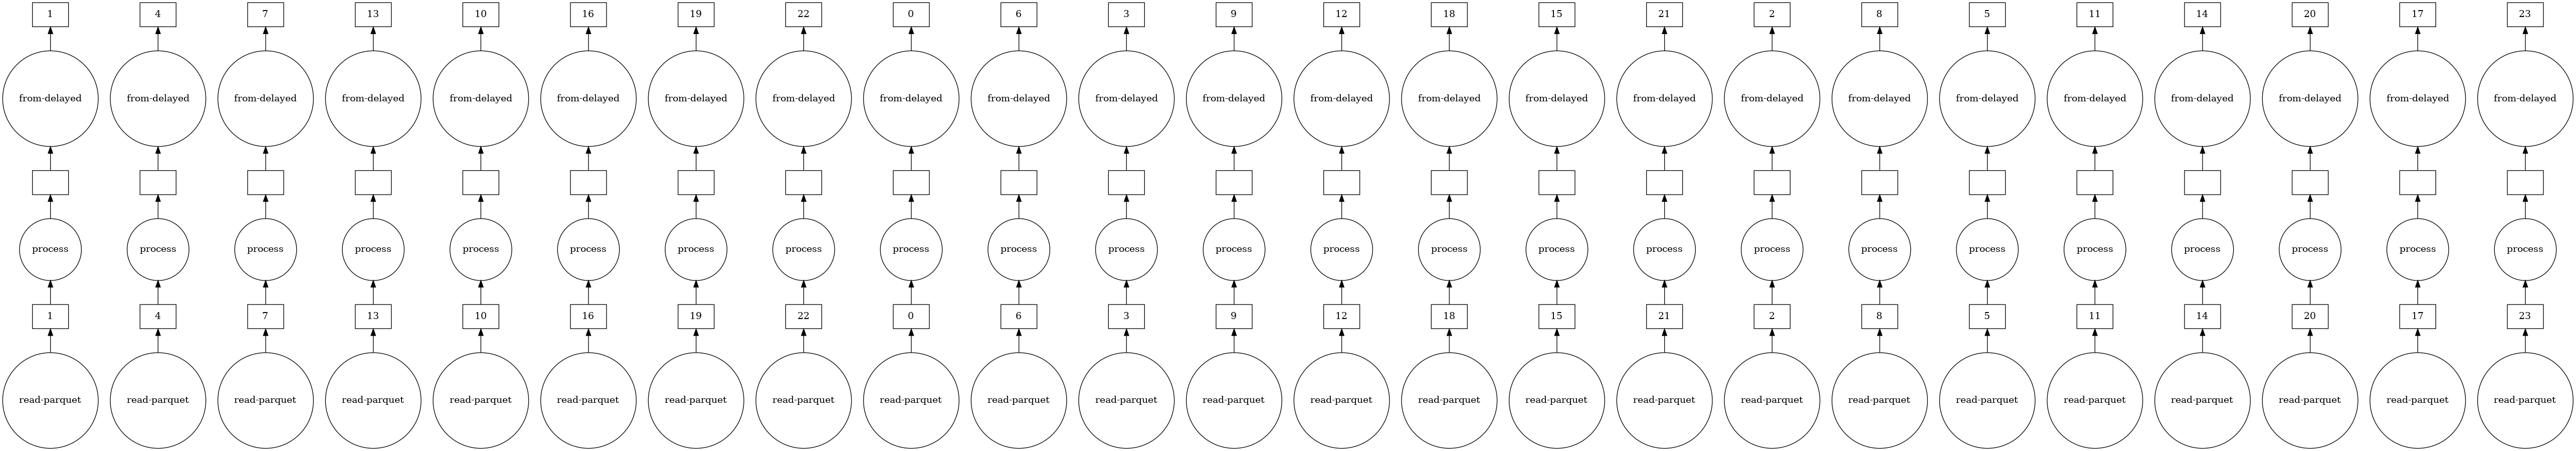 1 4 7 13 10 16 19 22 0 6 3 9 12 18 15 21 2 8 5 11 14 20 17 23
from-delayed from-delayed from-delayed from-delayed from-delayed from-delayed from-delayed from-delayed from-delayed from-delayed from-delayed from-delayed from-delayed from-delayed from-delayed from-delayed from-delayed from-delayed from-delayed from-delayed from-delayed from-delayed from-delayed from-delayed
process process process process process process process process process process process process process process process process process process process process process process process process
1 4 7 13 10 16 19 22 0 6 3 9 12 18 15 21 2 8 5 11 14 20 17 23
read-parquet read-parquet read-parquet read-parquet read-parquet read-parquet read-parquet read-parquet read-parquet read-parquet read-parquet read-parquet read-parquet read-parquet read-parquet read-parquet read-parquet read-parquet read-parquet read-parquet read-parquet read-parquet read-parquet read-parquet